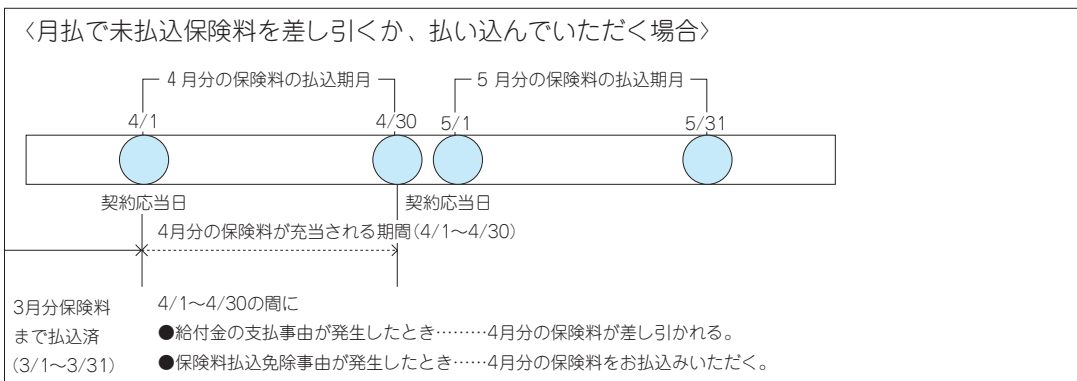 〈月払で未払込保険料を差し引くか、払い込んでいただく場合〉
4月分の保険料の払込期月 5月分の保険料の払込期月
4/1 4/30 5/1 5/31
契約応当日 契約応当日
4月分の保険料が充当される期間(4/1〜4/30)
3月分保険料
まで払込済
(3/1〜3/31)
4/1〜4/30の間に
●給付金の支払事由が発生したとき………4月分の保険料が差し引かれる。
●保険料払込免除事由が発生したとき……4月分の保険料をお払込みいただく。